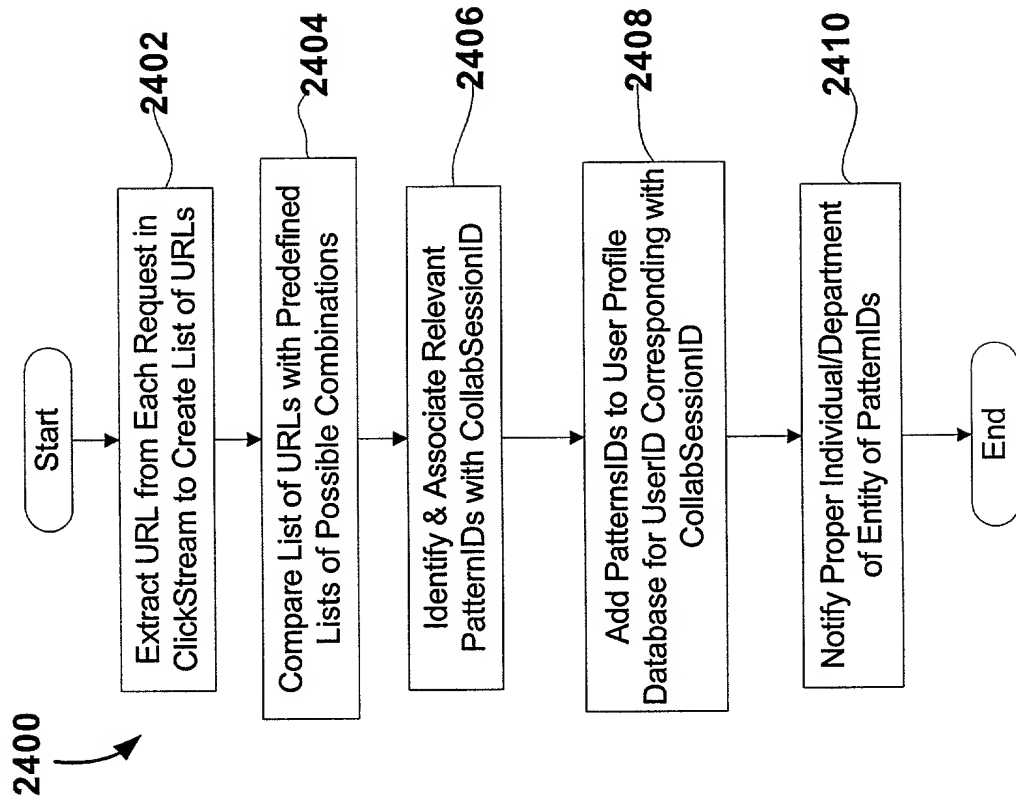 2400
Start
Extract URL from Each Request in
ClickStream to Create List of URLs
2402
Compare List of URLs with Predefined
Lists of Possible Combinations
2404
Identify & Associate Relevant
PatternIDs with CollabSessionID
2406
Add PatternsIDs to User Profile
Database for UserID Corresponding with
CollabSessionID
2408
Notify Proper Individual/Department
of Entity of PatternIDs
2410
End